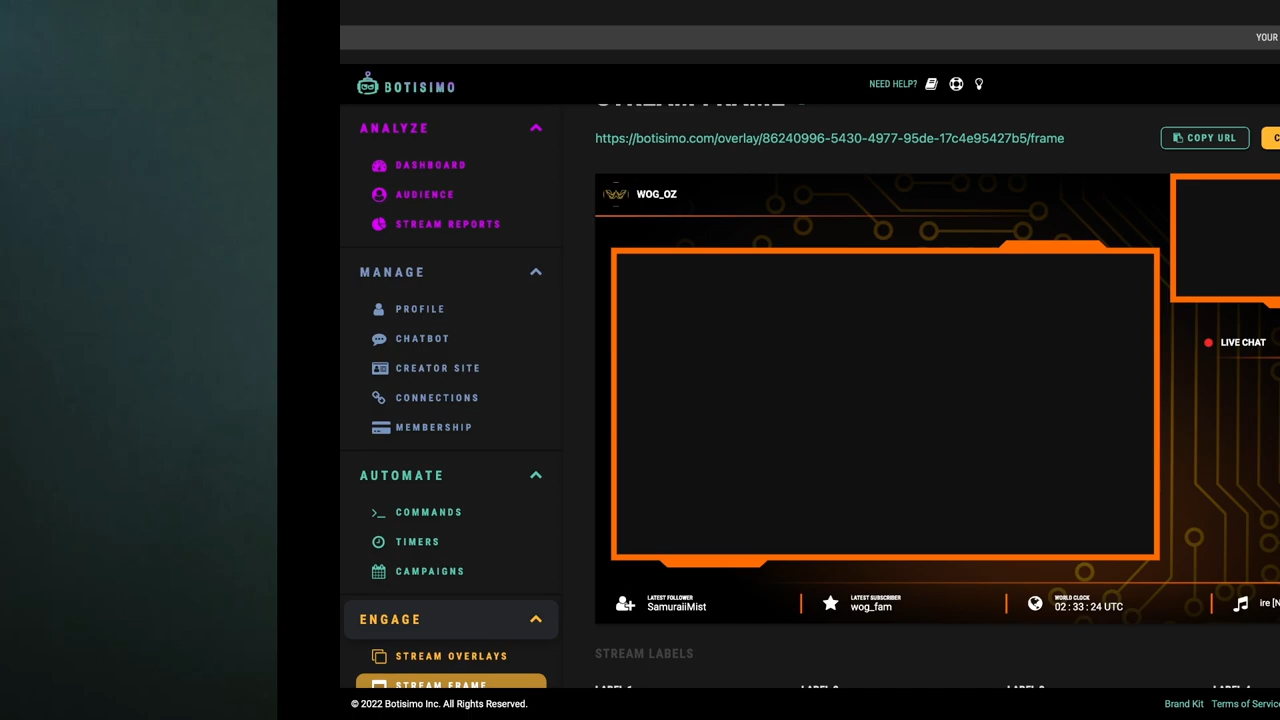 YOUR
BOTISIMO
NEED HELP?
ANALYZE
DASHBOARD
AUDIENCE
STREAM REPORTS
MANAGE
PROFILE
CHATBOT
CREATOR SITE
CONNECTIONS
MEMBERSHIP
AUTOMATE
COMMANDS
TIMERS
CAMPAIGNS
ENGAGE
STREAM OVERLAYS
STREAM FRAME
STREAM FRAME
https://botisimo.com/overlay/86240996-5430-4977-95de-17c4e95427b5/frame
COPY URL
WOG_OZ
LIVE CHAT
LATEST FOLLOWER
SamuraiiMist
LATEST SUBSCRIBER
wog_fam
WORLD CLOCK
02 : 33 : 24 UTC
ire [N
STREAM LABELS
© 2022 Botisimo Inc. All Rights Reserved.
Brand Kit
Terms of Service